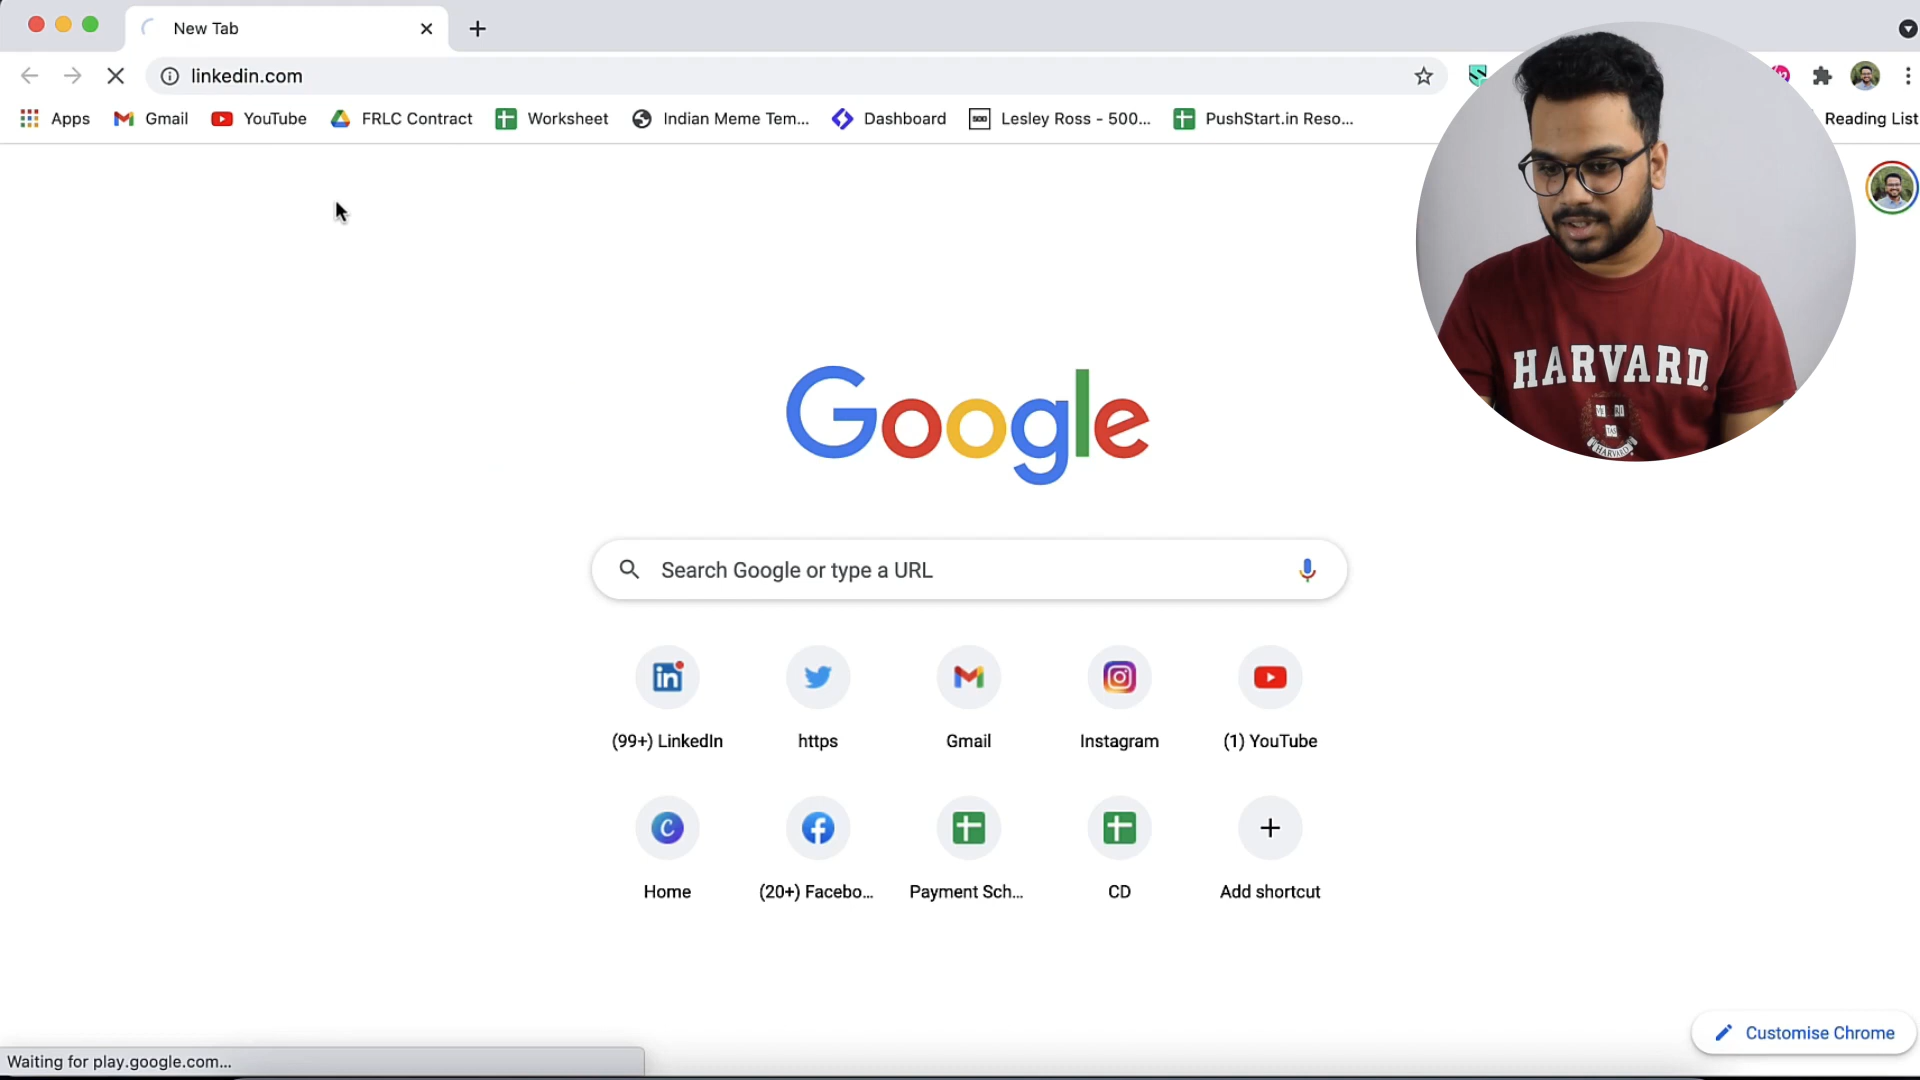 New Tab
linkedin.com
Apps Gmail YouTube FRLC Contract Worksheet Indian Meme Tem... Dashboard Lesley Ross - 500... PushStart.in Reso... Reading List
HARVARD
HARVARD
Google
Search Google or type a URL
(99+) LinkedIn https Gmail Instagram (1) YouTube
Home (20+) Facebo... Payment Sch... CD Add shortcut
Customise Chrome
Waiting for play.google.com...